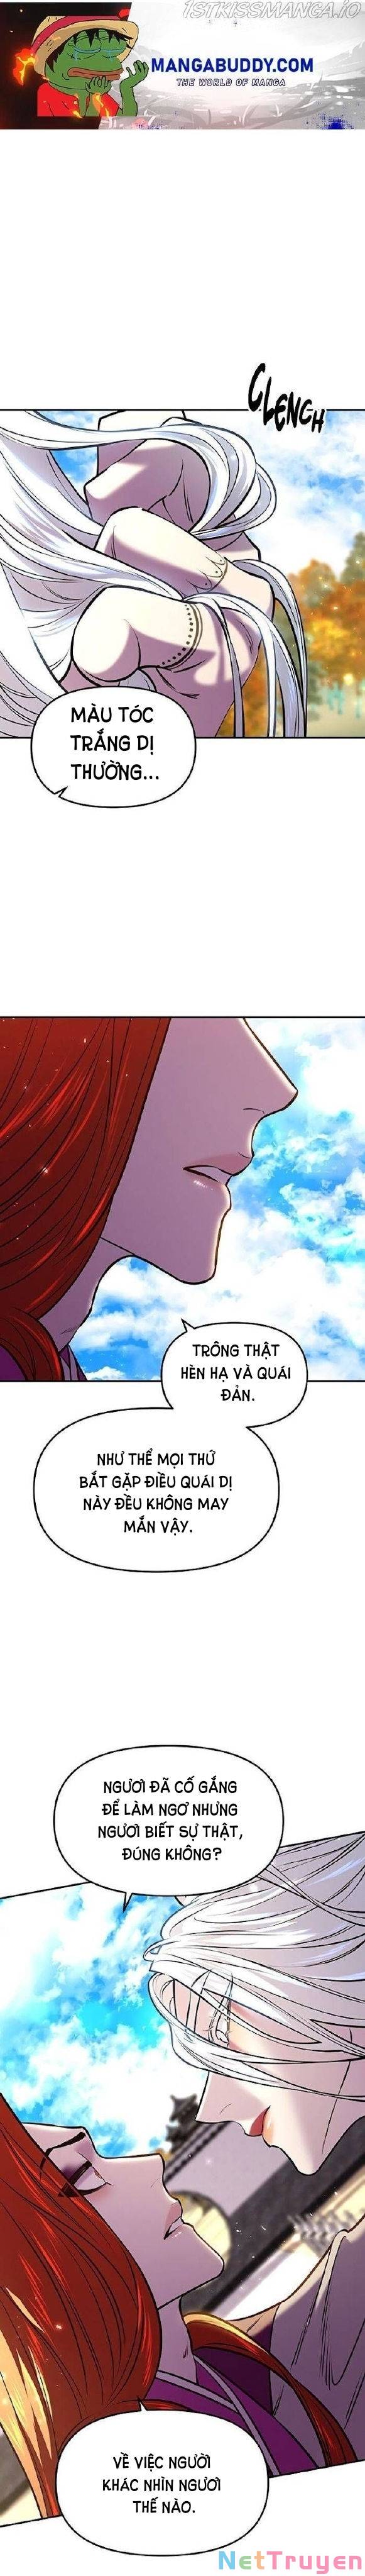 1STKISSMANGA.IO
MANGABUDDY.COM
THE WORLD OF MANGA
CLENCH
MÀU TÓC
TRẮNG DỊ
THƯỜNG...
TRÔNG THẬT
HÈN HẠ VÀ QUÁI
ĐẢN.
NHƯ THỂ MỌI THỨ
BẮT GẶP ĐIỀU QUÁI DỊ
NÀY ĐỀU KHÔNG MAY
MẮN VẬY.
NGƯƠI ĐÃ CỐ GẮNG
ĐỂ LÀM NGƠ NHƯNG
NGƯƠI BIẾT SỰ THẬT,
ĐÚNG KHÔNG?
VỀ VIỆC NGƯỜI
KHÁC NHÌN NGƯƠI
THẾ NÀO.
NetTruyen